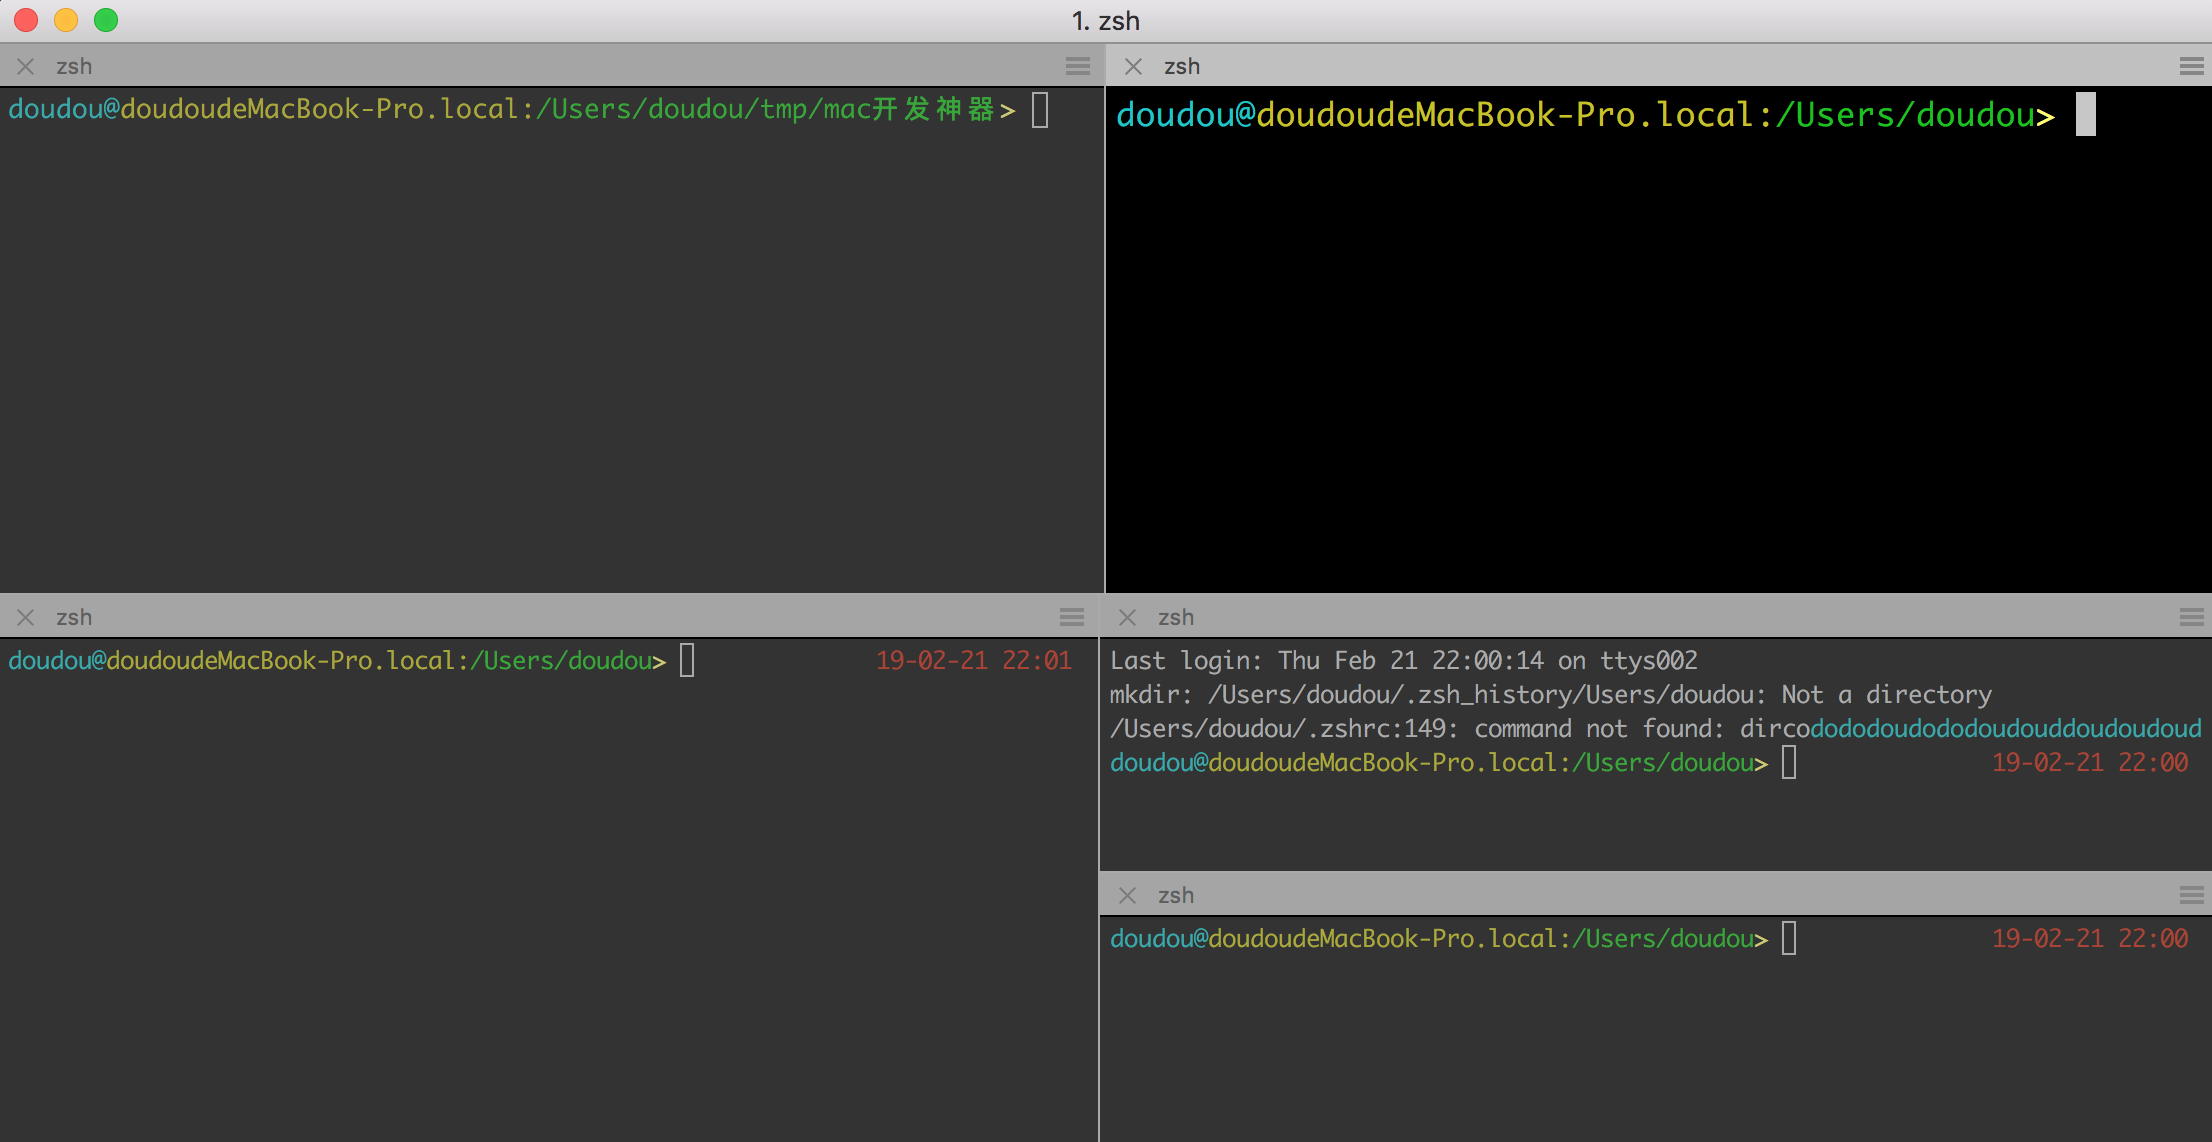 1. zsh
zsh
doudou@doudoudeMacBook-Pro.local:/Users/doudou/tmp/mac开发神器>
zsh
doudou@doudoudeMacBook-Pro.local:/Users/doudou>
zsh
doudou@doudoudeMacBook-Pro.local:/Users/doudou> 19-02-21 22:01
zsh
Last login: Thu Feb 21 22:00:14 on ttys002
mkdir: /Users/doudou/.zsh_history/Users/doudou: Not a directory
/Users/doudou/.zshrc:149: command not found: dircodododoudododoudouddoudoudoud
doudou@doudoudeMacBook-Pro.local:/Users/doudou> 19-02-21 22:00
zsh
doudou@doudoudeMacBook-Pro.local:/Users/doudou> 19-02-21 22:00